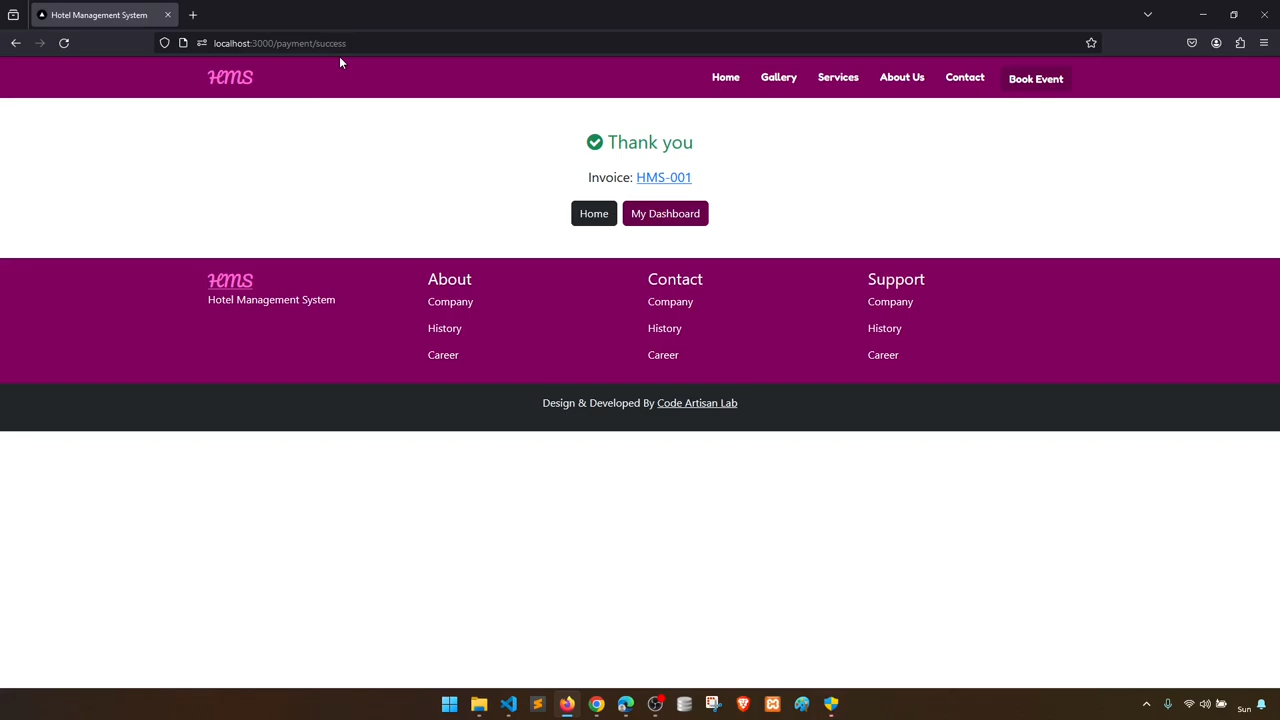 Hotel Management System
localhost:3000/payment/success
HMS
Home Gallery Services About Us Contact Book Event
Thank you
Invoice: HMS-001
Home My Dashboard
HMS
Hotel Management System
About
Company
History
Career
Contact
Company
History
Career
Support
Company
History
Career
Design & Developed By Code Artisan Lab
Sun